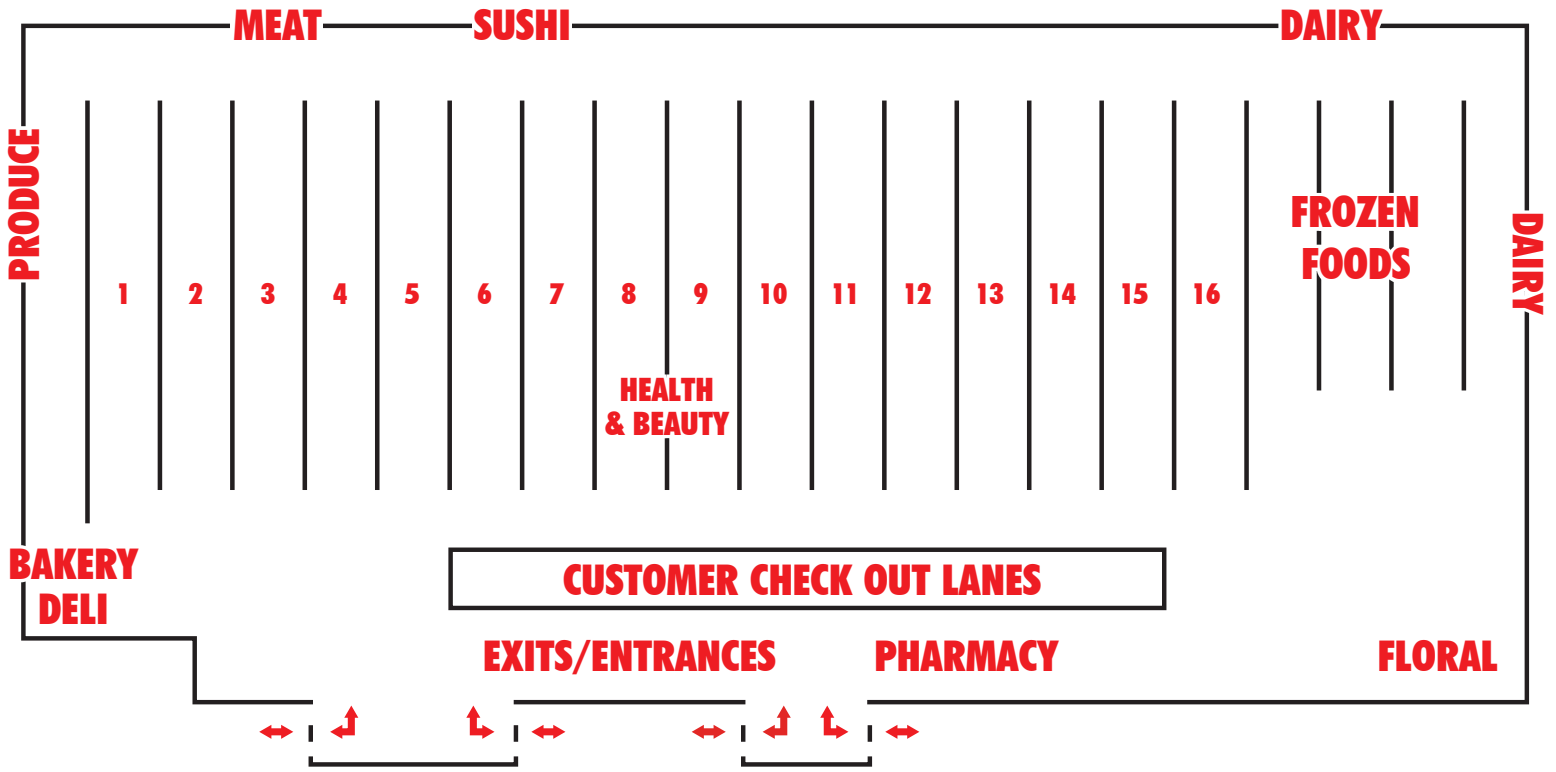 MEAT
SUSHI
DAIRY
PRODUCE
FROZEN
FOODS
DAIRY
1
2
3
4
5
6
7
8
9
10
11
12
13
14
15
16
HEALTH
& BEAUTY
BAKERY
DELI
CUSTOMER CHECK OUT LANES
EXITS/ENTRANCES
PHARMACY
FLORAL